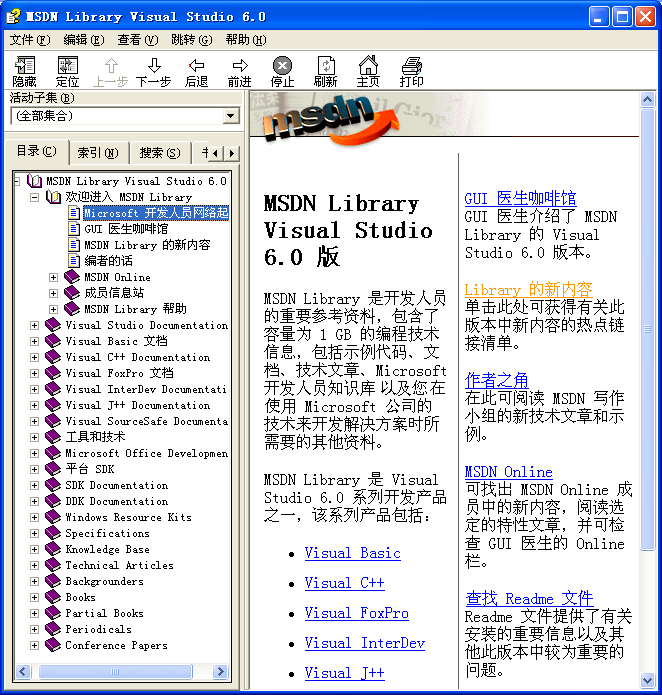 MSDN Library Visual Studio 6.0
文件(F) 编辑(E) 查看(V) 跳转(G) 帮助(H)
隐藏 定位 上一步 下一步 后退 前进 停止 刷新 主页 打印
活动子集(B)
(全部集合)
目录(C) 索引(N) 搜索(S)
MSDN Library Visual Studio 6.0
欢迎进入 MSDN Library
Microsoft 开发人员网络起
GUI 医生咖啡馆
MSDN Library 的新内容
编者的话
MSDN Online
成员信息站
MSDN Library 帮助
Visual Studio Documentation
Visual Basic 文档
Visual C++ Documentation
Visual FoxPro 文档
Visual InterDev Documentati
Visual J++ Documentation
Visual SourceSafe Documenta
工具和技术
Microsoft Office Developmen
平台 SDK
SDK Documentation
DDK Documentation
Windows Resource Kits
Specifications
Knowledge Base
Technical Articles
Backgrounders
Books
Partial Books
Periodicals
Conference Papers
msdn
MSDN Library
Visual Studio
6.0 版
MSDN Library 是开发人员
的重要参考资料，包含了
容量为 1 GB 的编程技术
信息，包括示例代码、文
档、技术文章、Microsoft
开发人员知识库 以及您在
使用 Microsoft 公司的
技术来开发解决方案时所
需要的其他资料。
MSDN Library 是 Visual
Studio 6.0 系列开发产品
之一，该系列产品包括：
Visual Basic
Visual C++
Visual FoxPro
Visual InterDev
Visual J++
GUI 医生咖啡馆
GUI 医生介绍了 MSDN
Library 的 Visual
Studio 6.0 版本。
Library 的新内容
单击此处可获得有关此
版本中新内容的热点链
接清单。
作者之角
在此可阅读 MSDN 写作
小组的新技术文章和示
例。
MSDN Online
可找出 MSDN Online 成
员中的新内容，阅读选
定的特性文章，并可检
查 GUI 医生的 Online
栏。
查找 Readme 文件
Readme 文件提供了有关
安装的重要信息以及其
他此版本中较为重要的
问题。